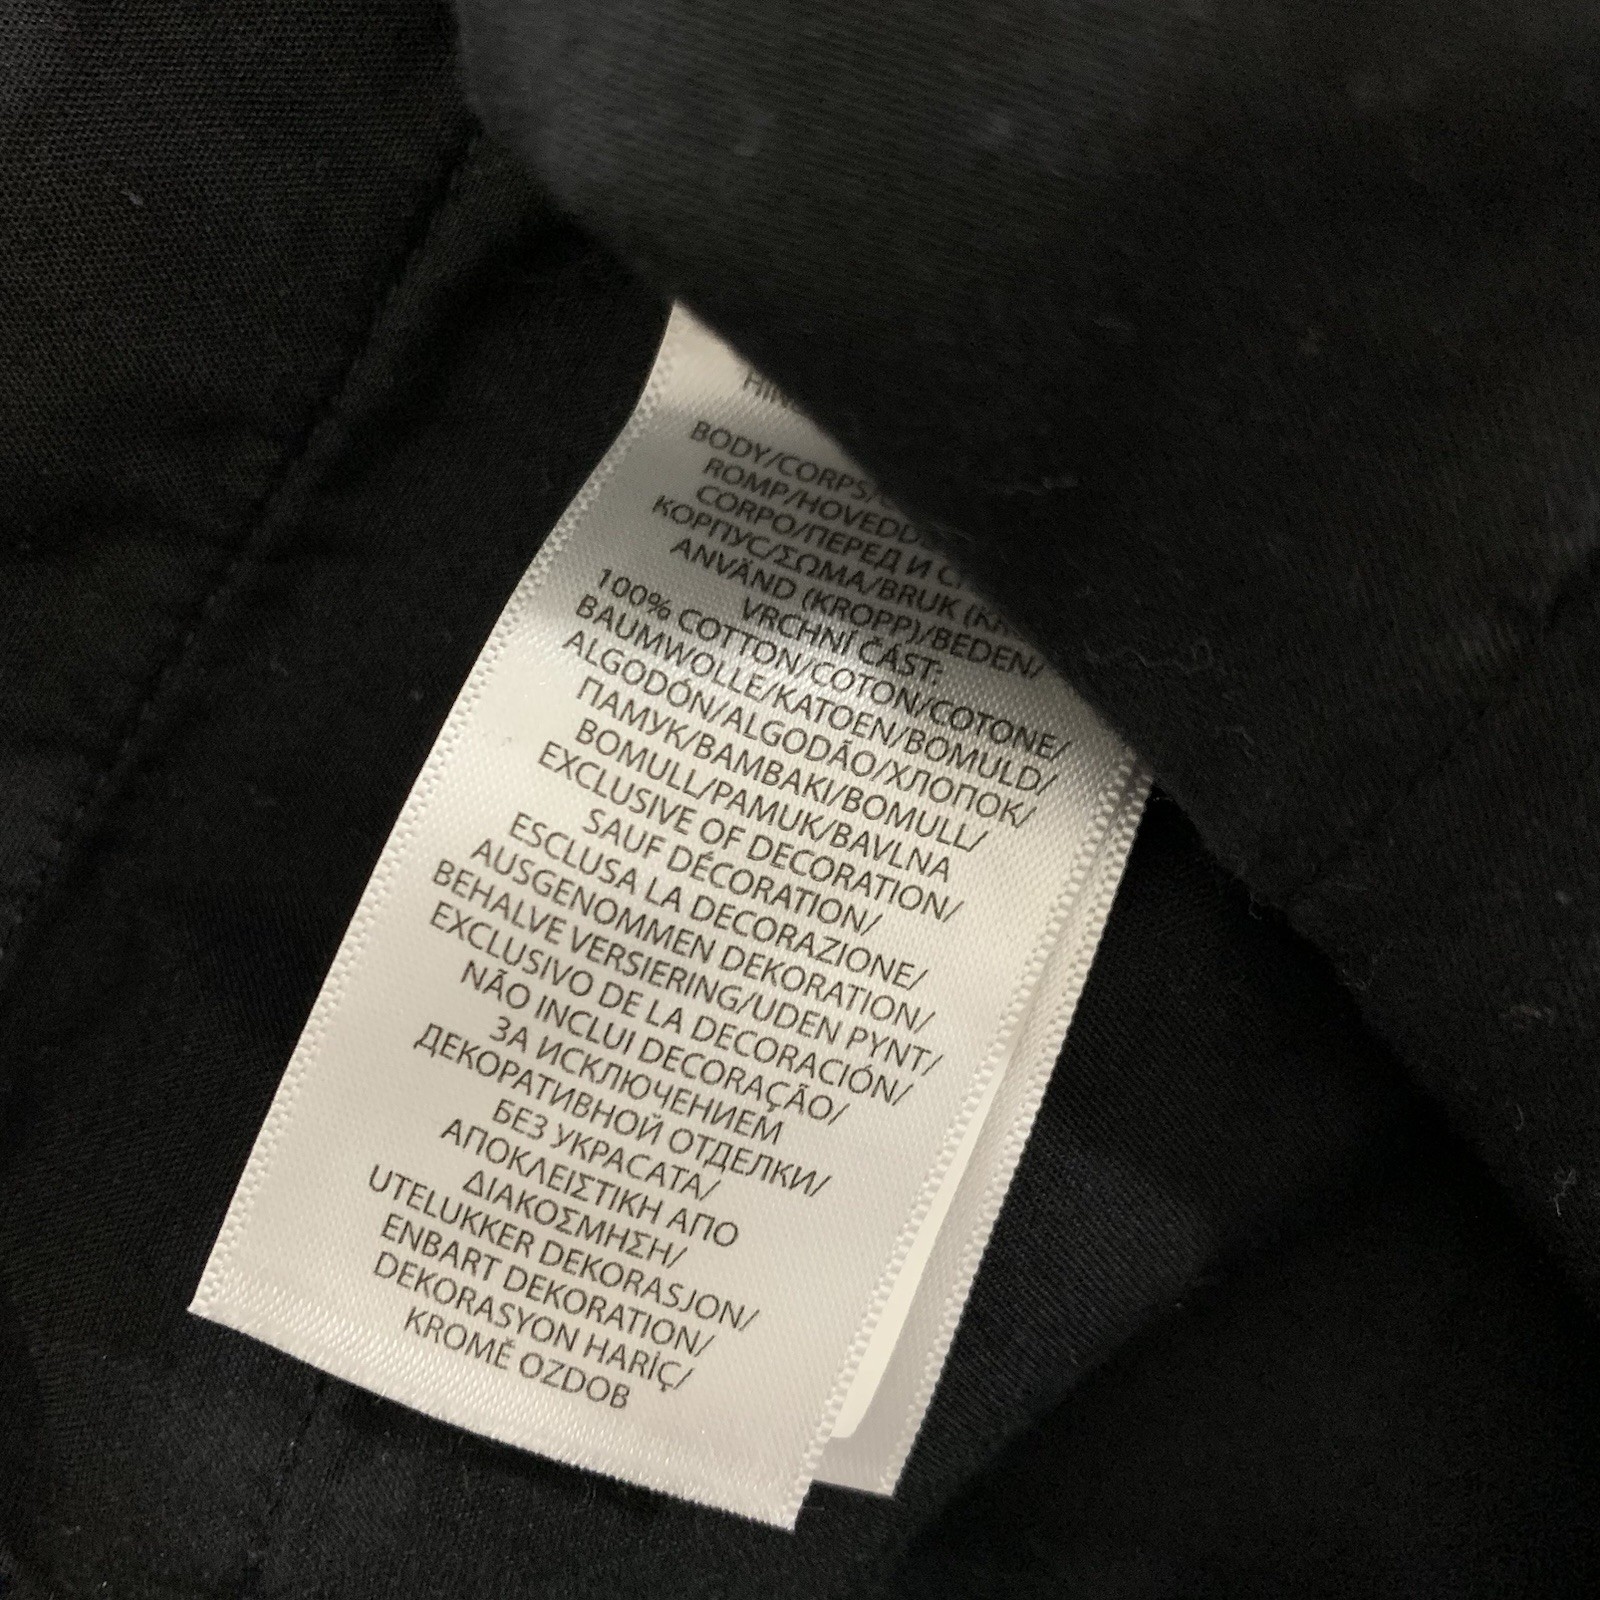 BODY/CORPS/
ROMP/
CORPO/ПЕРЕД И
КОРПУС/ΣΩΜΑ/BRUK
ANVÄND (KROPP)/BEDEN/
VRCHNÍ ČÁST:
100% COTTON/COTON/COTONE/
BAUMWOLLE/KATOEN/BOMULD/
ALGODÓN/ALGODÃO/ХЛОПОК/
ПАМУК/BAMBAKI/BOMULL/
BOMULL/PAMUK/BAVLNA
EXCLUSIVE OF DECORATION/
SAUF DÉCORATION/
ESCLUSA LA DECORAZIONE/
AUSGENOMMEN DEKORATION/
BEHALVE VERSIERING/UDEN PYNT/
EXCLUSIVO DE LA DECORACIÓN/
NÃO INCLUI DECORAÇÃO/
ЗА ИСКЛЮЧЕНИЕМ
ДЕКОРАТИВНОЙ ОТДЕЛКИ/
БЕЗ УКРАСАТА/
ΑΠΟΚΛΕΙΣΤΙΚΗ ΑΠΟ
ΔΙΑΚΟΣΜΗΣΗ/
UTELUKKER DEKORASJON/
ENBART DEKORATION/
DEKORASYON HARİÇ/
KROMĚ OZDOB